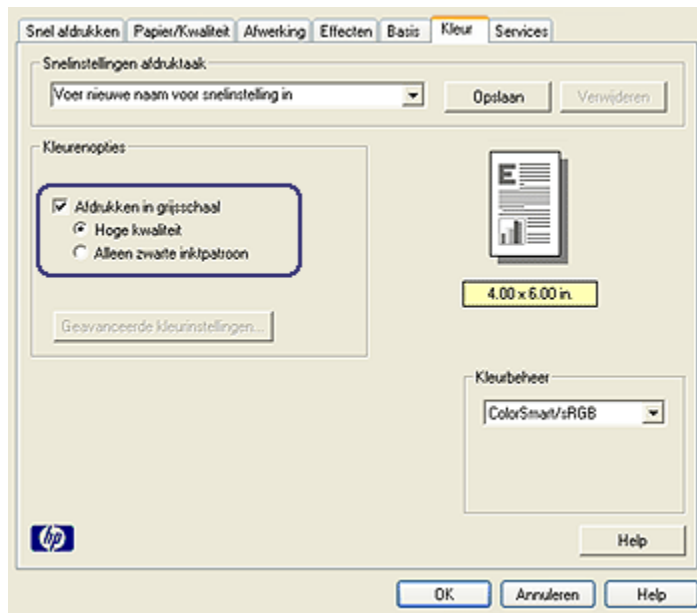 Snel afdrukken Papier/Kwaliteit Afwerking Effecten Basis Kleur Services
Snelinstellingen afdruktaak
Voer nieuwe naam voor snelinstelling in Opslaan Verwijderen
Kleurenopties
Afdrukken in grijsschaal
Hoge kwaliteit
Alleen zwarte inktpatroon
E
4.00 x 6.00 in.
Geavanceerde kleurinstellingen...
Kleurbeheer
ColorSmart/sRGB
hp
Help
OK Annuleren Help